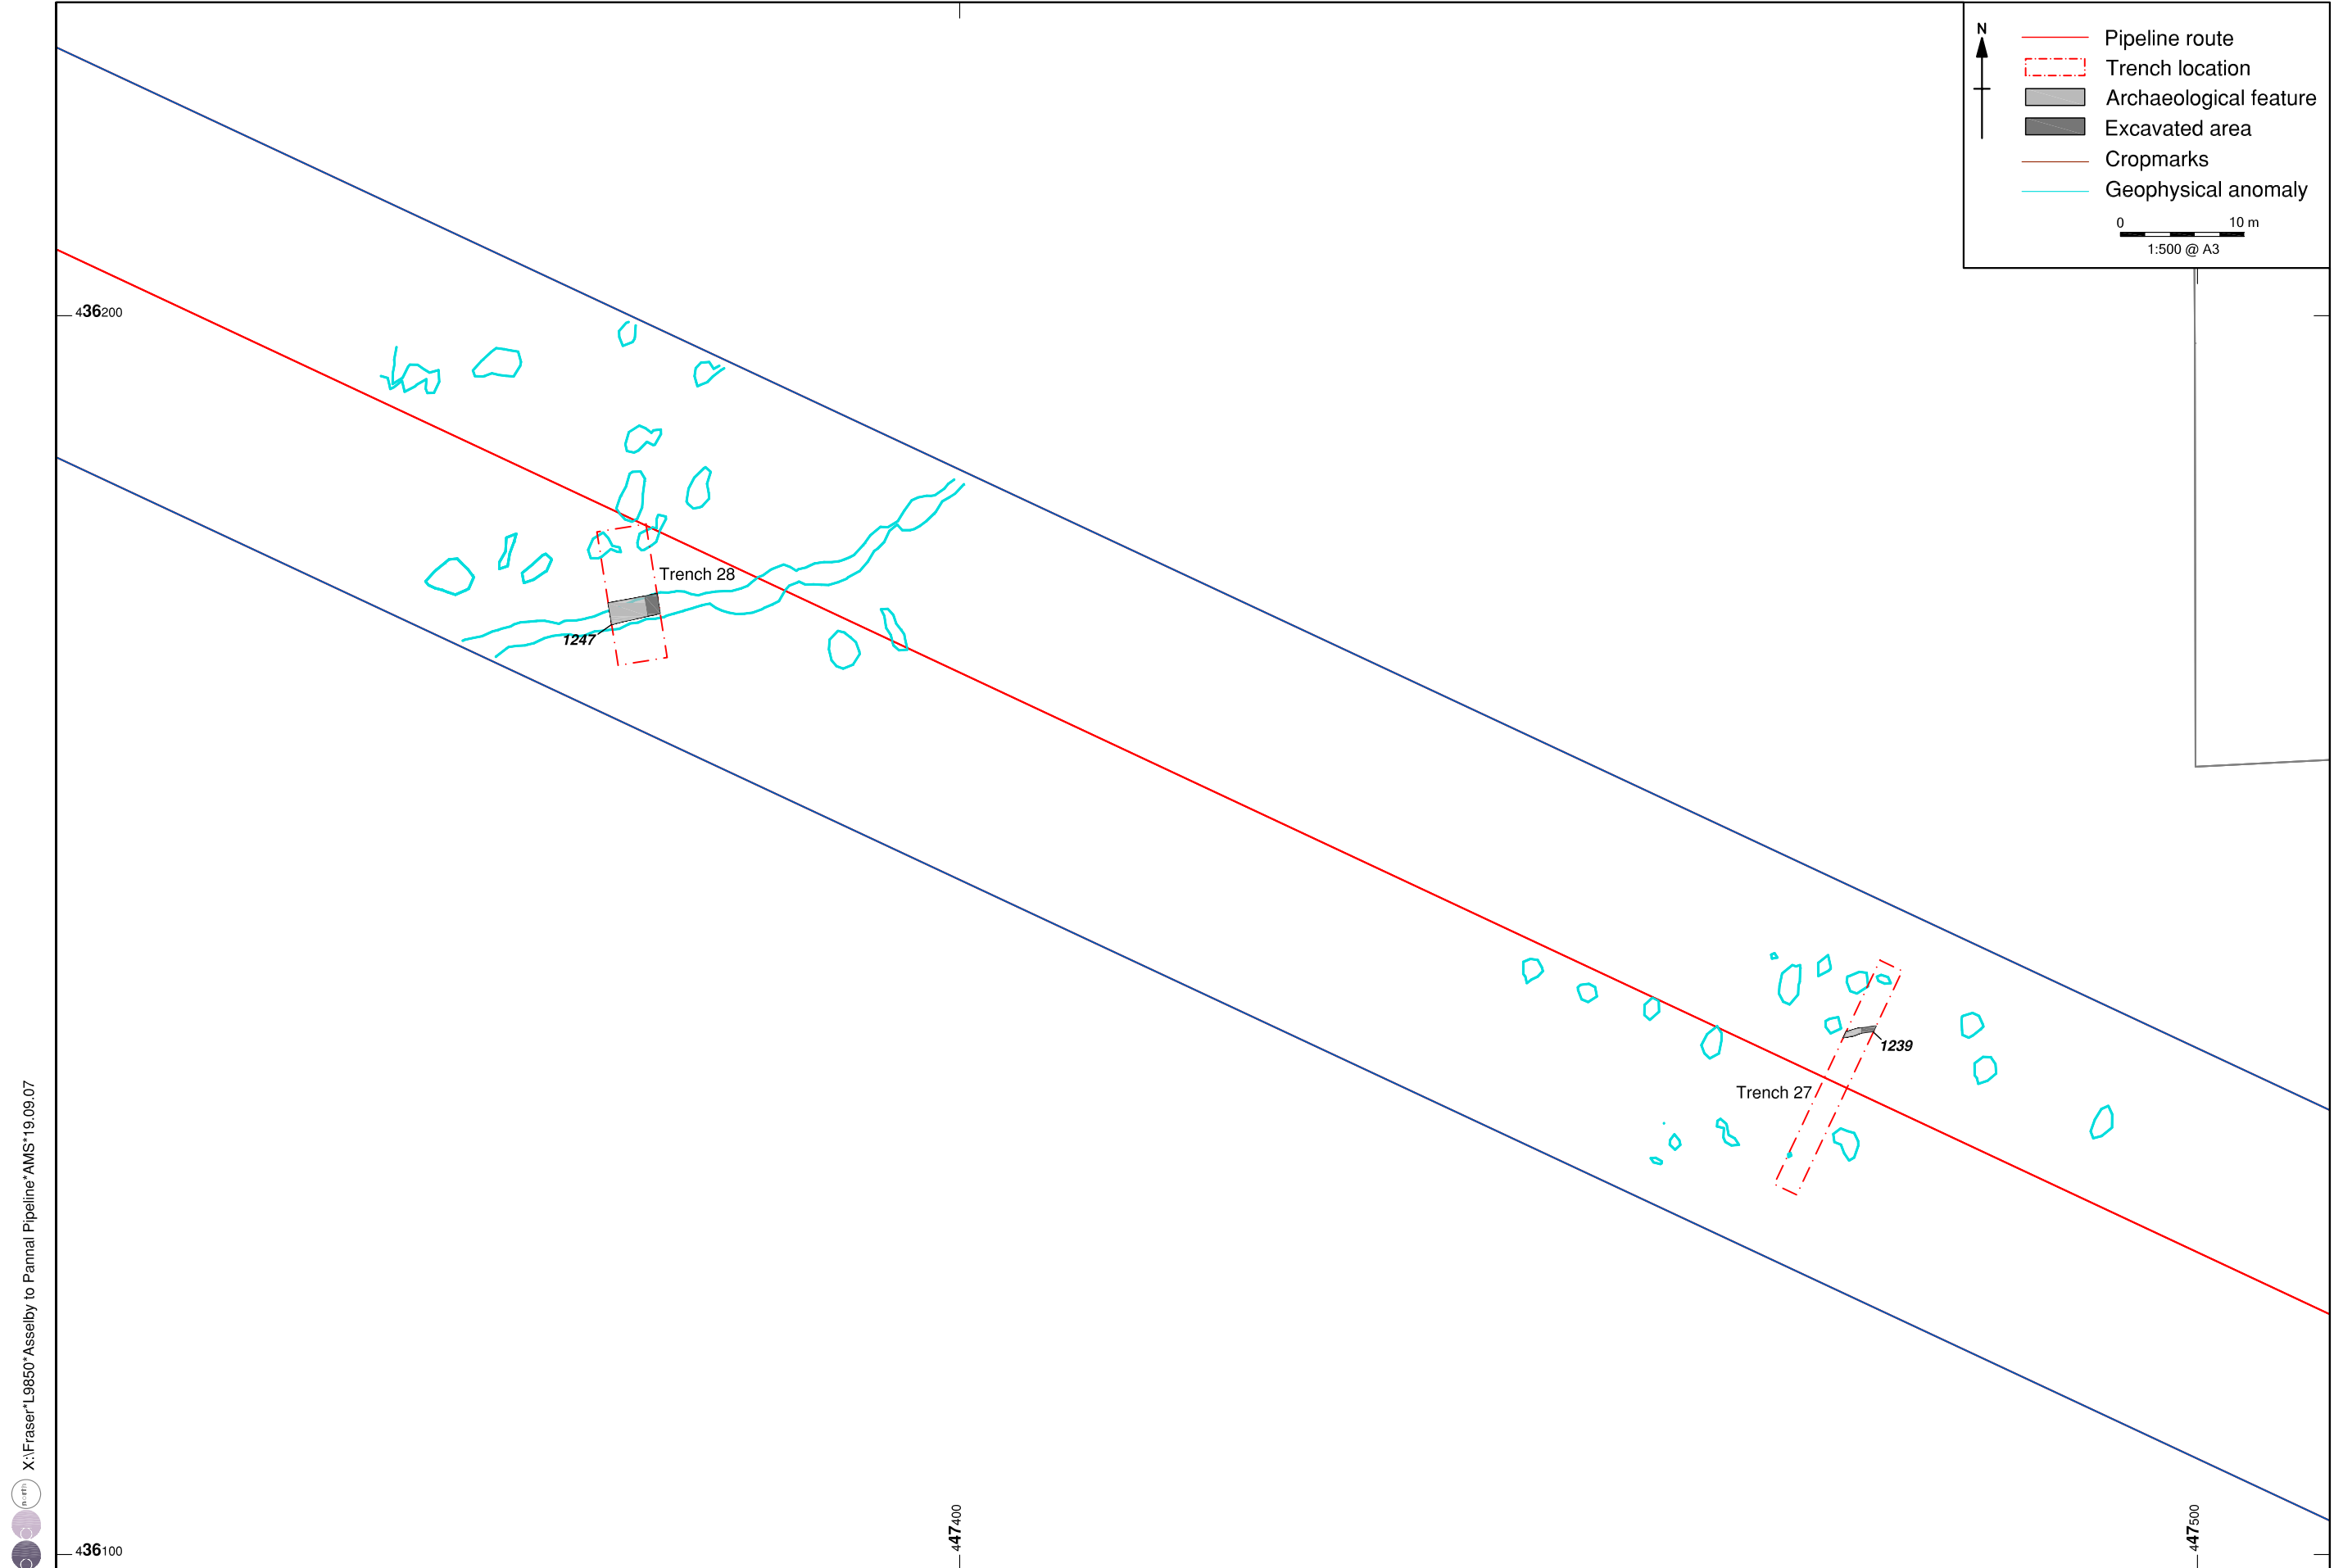 N
Pipeline route
Trench location
Archaeological feature
Excavated area
Cropmarks
Geophysical anomaly
0 10 m
1:500 @ A3
436200
Trench 28
1247
1239
Trench 27
436100
447400
447500
X:\Fraser*L9850*Asselby to Pannal Pipeline*AMS*19.09.07
north